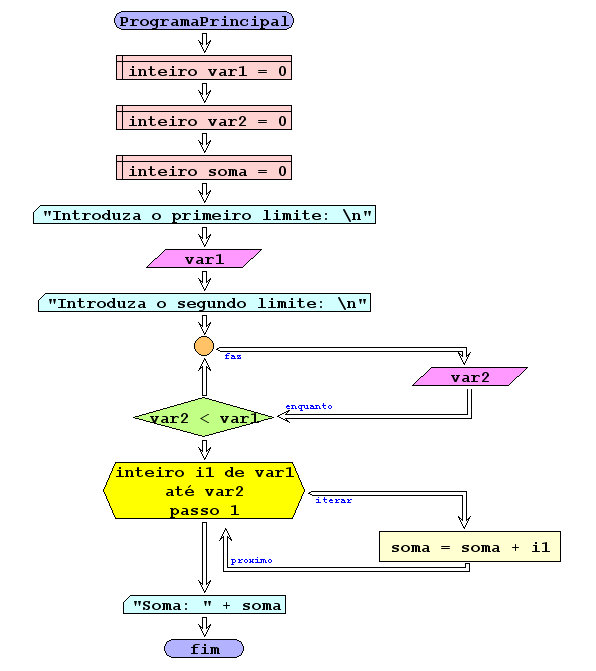 ProgramaPrincipal
inteiro var1 = 0
inteiro var2 = 0
inteiro soma = 0
"Introduza o primeiro limite: \n"
var1
"Introduza o segundo limite: \n"
faz
var2
enquanto
var2 < var1
inteiro i1 de var1
até var2
passo 1
iterar
soma = soma + i1
proximo
"Soma: " + soma
fim